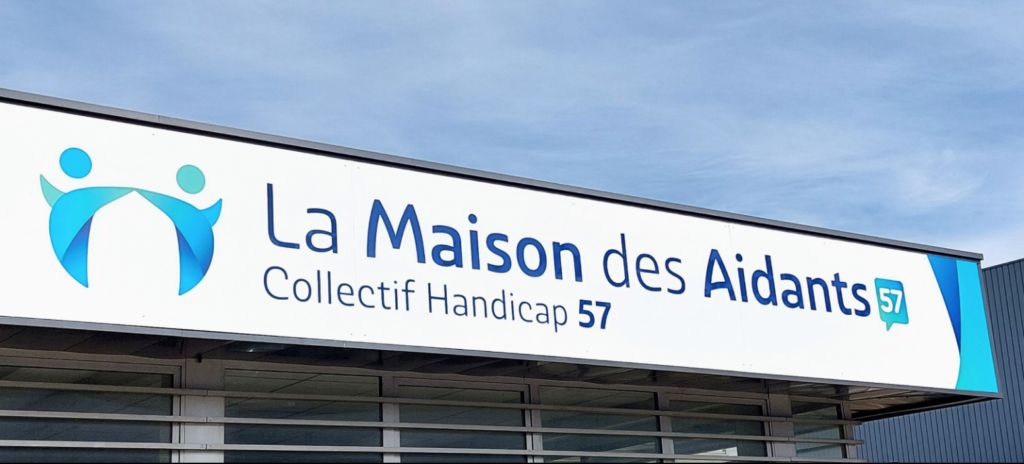 La Maison des Aidants 57
Collectif Handicap 57